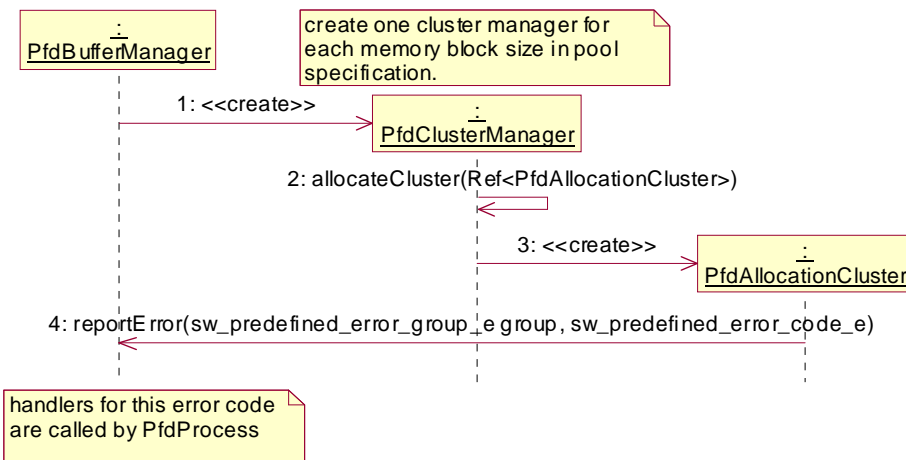 :
PfdBufferManager
create one cluster manager for
each memory block size in pool
specification.
1: <<create>>
:
PfdClusterManager
2: allocateCluster(Ref<PfdAllocationCluster>)
3: <<create>>
:
PfdAllocationCluster
4: reportError(sw_predefined_error_group_e group, sw_predefined_error_code_e)
handlers for this error code
are called by PfdProcess